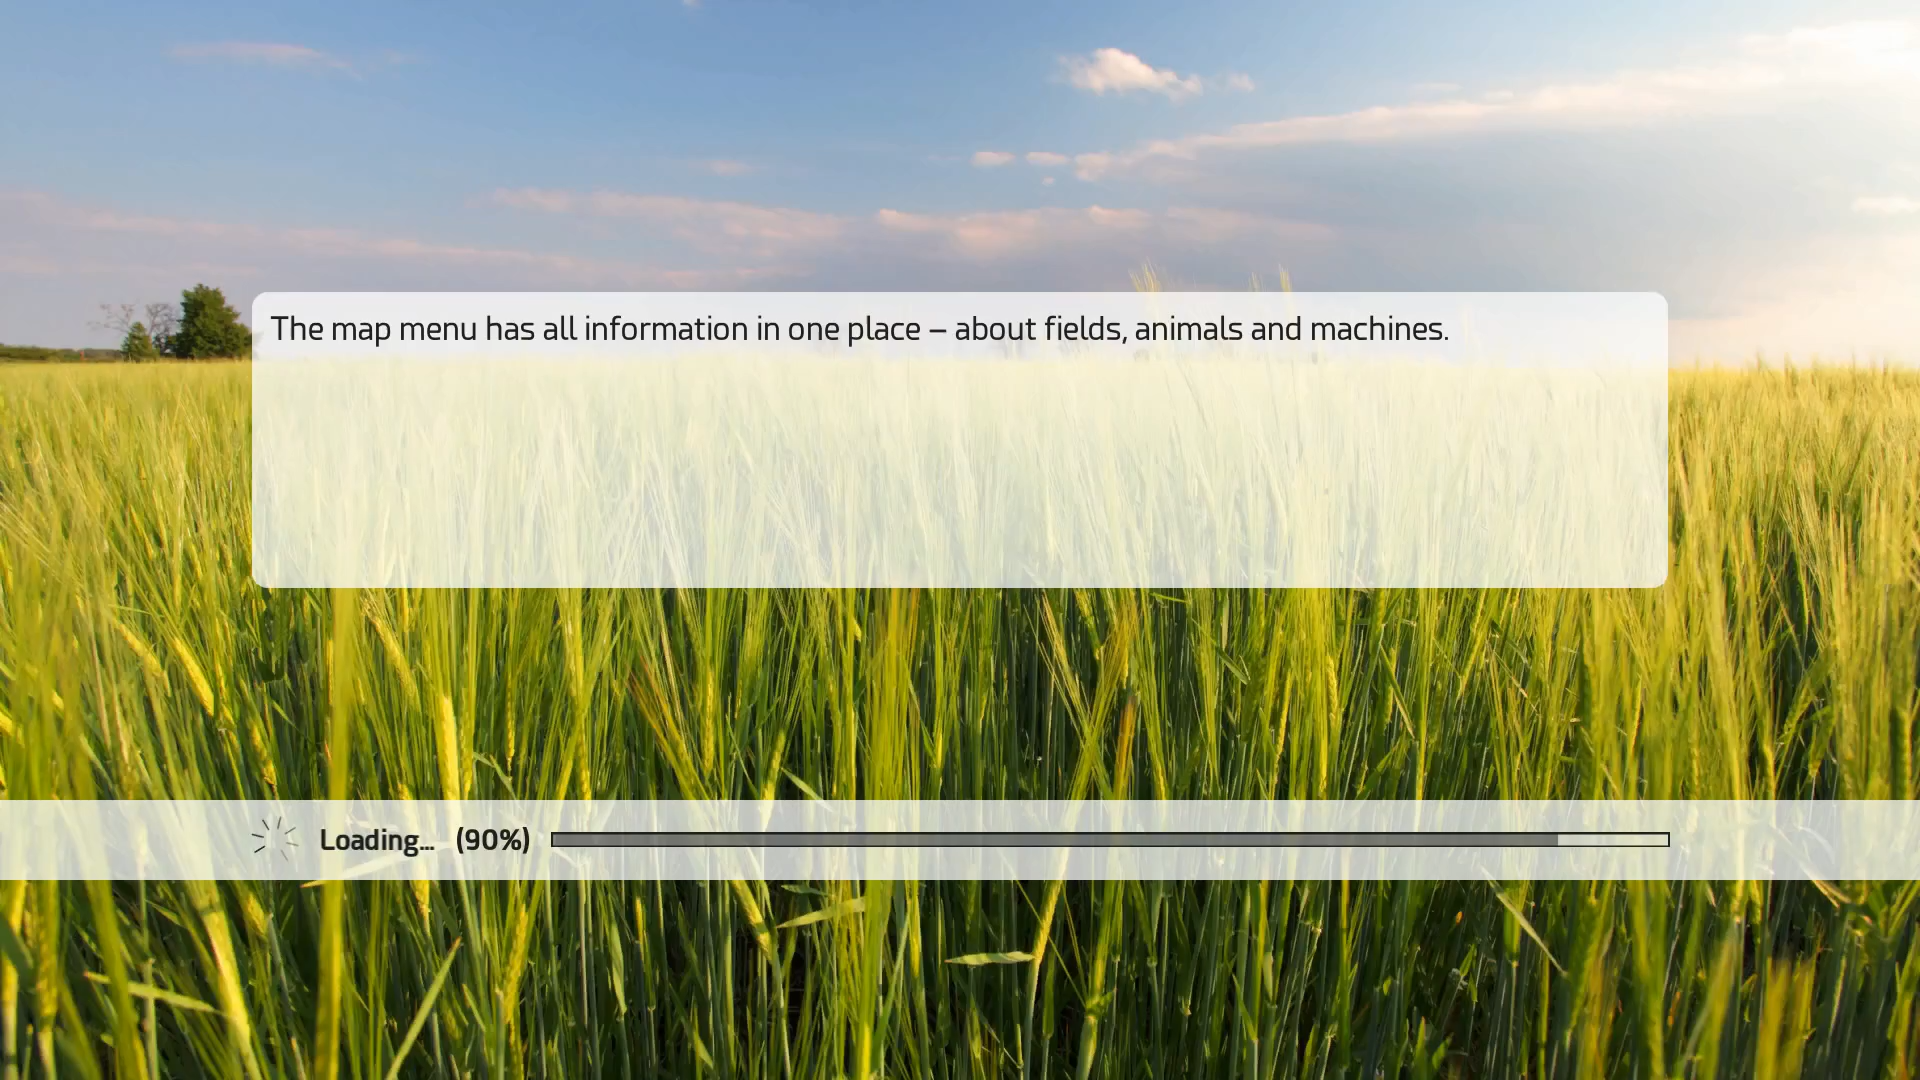 The map menu has all information in one place – about fields, animals and machines.
Loading... (90%)